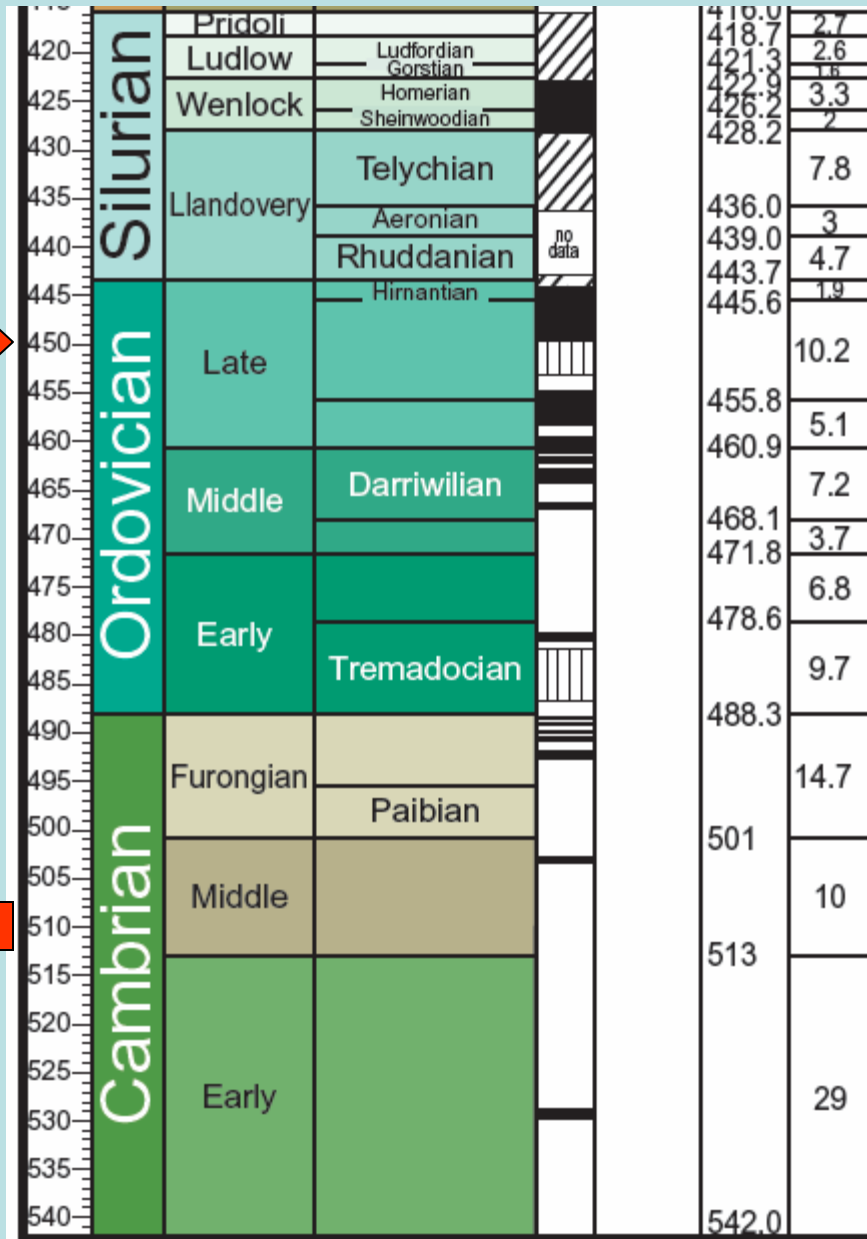 416.0
Pridoli 2.7
418.7
420 Ludlow Ludfordian 2.6
421.3
Gorstian 1.6
422.9
425 Wenlock Homerian 3.3
426.2
Sheinwoodian 2
428.2
430
Silurian
Telychian 7.8
435 Llandovery
436.0
Aeronian 3
439.0
440 no data
Rhuddanian 4.7
443.7
445 Hirnantian 1.9
445.6
450
Late 10.2
455
455.8
5.1
460
460.9
Ordovician
465 Middle Darriwilian 7.2
468.1
470 3.7
471.8
475 6.8
478.6
480 Early
485 Tremadocian 9.7
488.3
490
495 Furongian 14.7
Paibian
500
501
505
Cambrian
Middle 10
510
513
515
520
525
Early 29
530
535
540
542.0